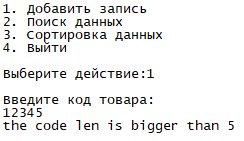 1. Добавить запись
2. Поиск данных
3. Сортировка данных
4. Выйти
Выберите действие:1
Введите код товара:
12345
the code len is bigger than 5